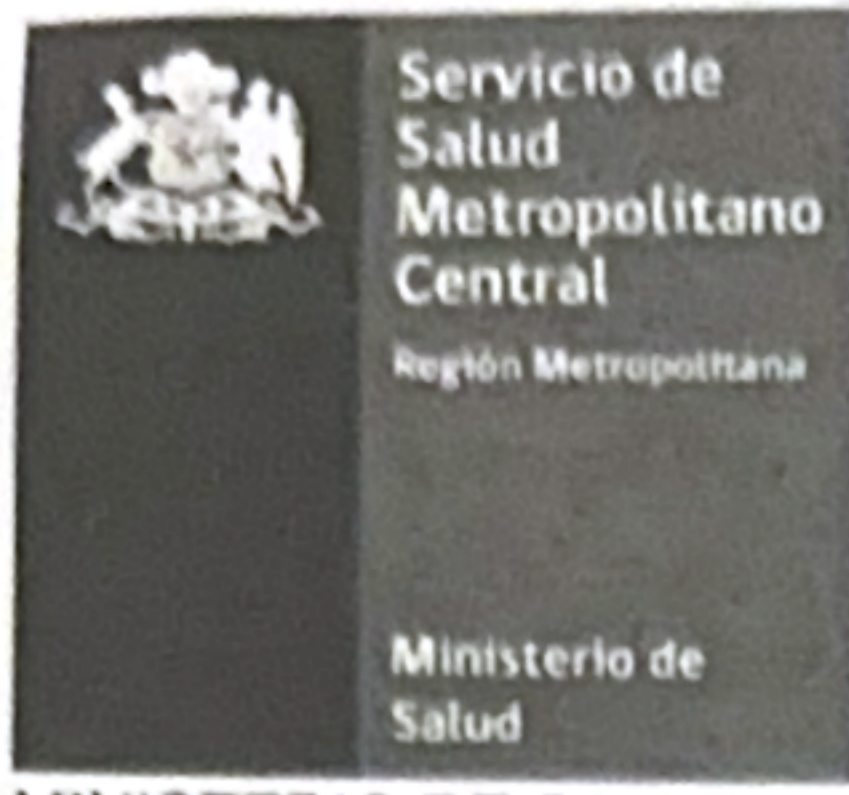 Servicio de
Salud
Metropolitano
Central
Región Metropolitana
Ministerio de
Salud